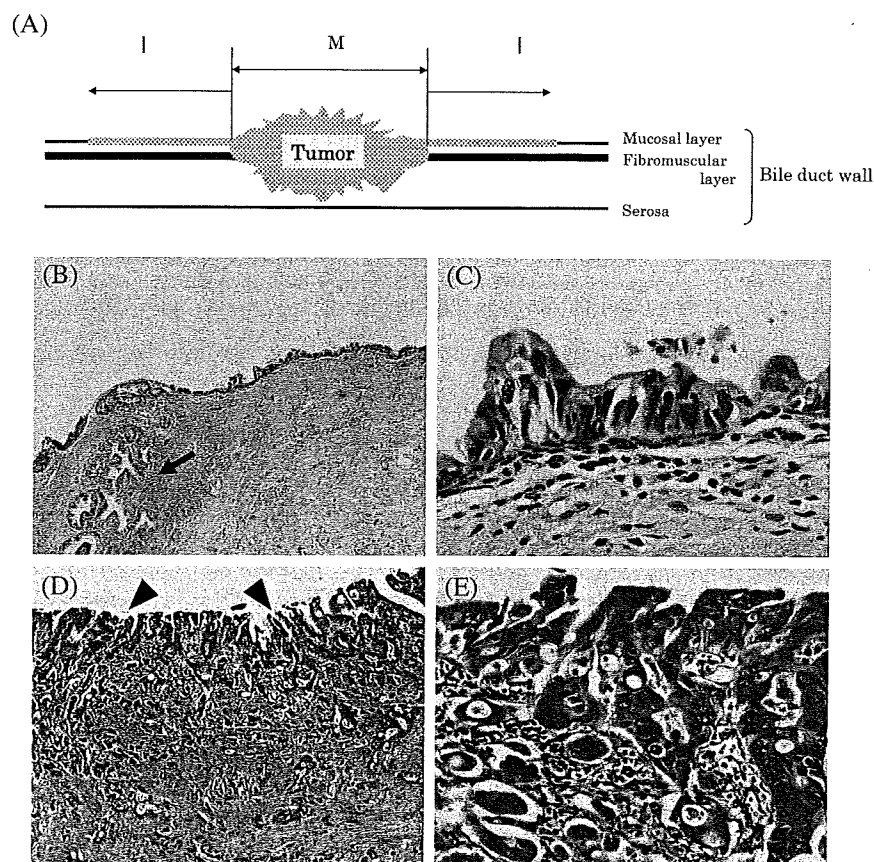 (A)
I M I
Tumor
Mucosal layer
Fibromuscular
layer
Serosa
Bile duct wall
(B)
(C)
(D)
(E)